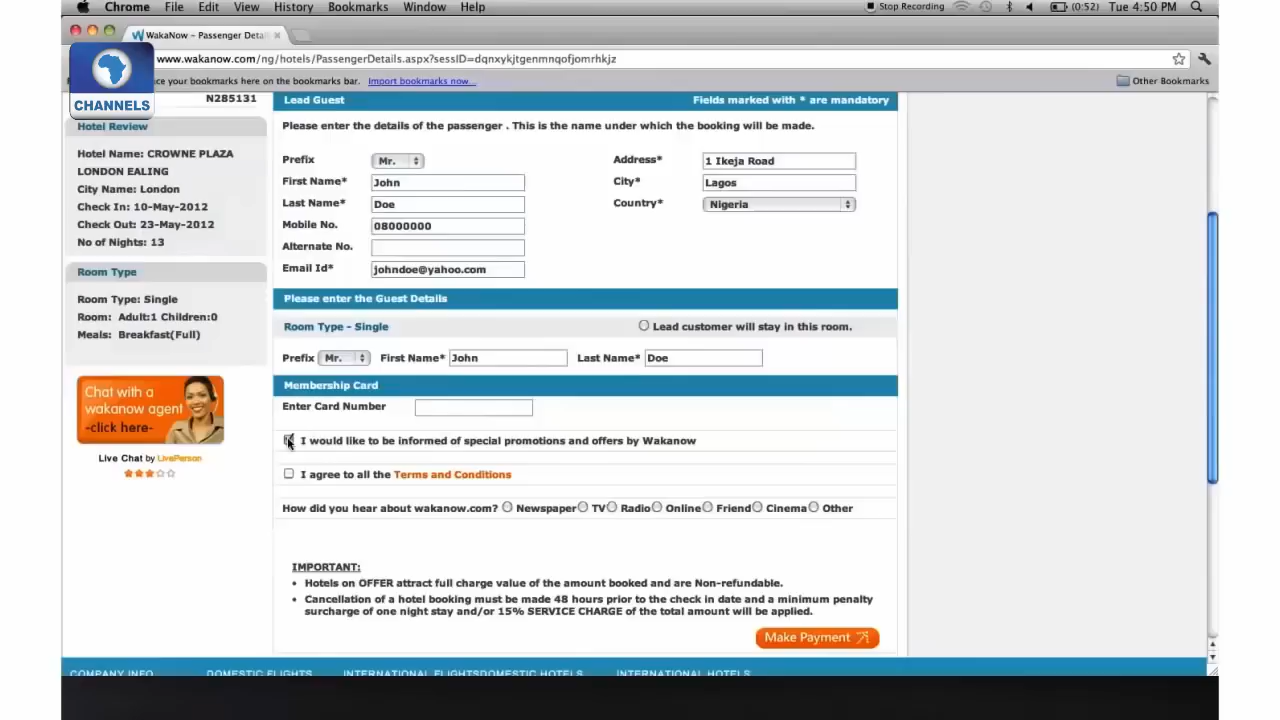 Chrome File Edit View History Bookmarks Window Help Stop Recording (0:52) Tue 4:50 PM
WakaNow – Passenger Detai
www.wakanow.com/ng/hotels/PassengerDetails.aspx?sessID=dqnxykjtgenmnqofjomrhkjz
ce your bookmarks here on the bookmarks bar. Import bookmarks now... Other Bookmarks
CHANNELS
N285131
Hotel Review
Hotel Name: CROWNE PLAZA
LONDON EALING
City Name: London
Check In: 10-May-2012
Check Out: 23-May-2012
No of Nights: 13
Room Type
Room Type: Single
Room: Adult:1 Children:0
Meals: Breakfast(Full)
Chat with a
wakanow agent
-click here-
Live Chat by LivePerson
Lead Guest Fields marked with * are mandatory
Please enter the details of the passenger . This is the name under which the booking will be made.
Prefix Mr. Address* 1 Ikeja Road
First Name* John City* Lagos
Last Name* Doe Country* Nigeria
Mobile No. 08000000
Alternate No.
Email Id* johndoe@yahoo.com
Please enter the Guest Details
Room Type - Single Lead customer will stay in this room.
Prefix Mr. First Name* John Last Name* Doe
Membership Card
Enter Card Number
I would like to be informed of special promotions and offers by Wakanow
I agree to all the Terms and Conditions
How did you hear about wakanow.com? Newspaper TV Radio Online Friend Cinema Other
IMPORTANT:
• Hotels on OFFER attract full charge value of the amount booked and are Non-refundable.
• Cancellation of a hotel booking must be made 48 hours prior to the check in date and a minimum penalty
surcharge of one night stay and/or 15% SERVICE CHARGE of the total amount will be applied.
Make Payment
COMPANY INFO DOMESTIC FLIGHTS INTERNATIONAL FLIGHTSDOMESTIC HOTELS INTERNATIONAL HOTELS